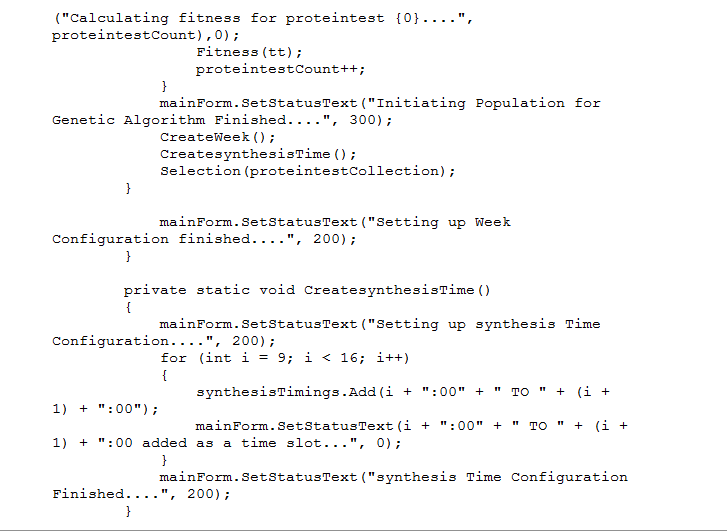 ("Calculating fitness for proteintest {0}....",
proteintestCount),0);
Fitness(tt);
proteintestCount++;
}
mainForm.SetStatusText("Initiating Population for
Genetic Algorithm Finished....", 300);
CreateWeek();
CreatesynthesisTime();
Selection(proteintestCollection);
}
mainForm.SetStatusText("Setting up Week
Configuration finished....", 200);
}
private static void CreatesynthesisTime()
{
mainForm.SetStatusText("Setting up synthesis Time
Configuration....", 200);
for (int i = 9; i < 16; i++)
{
synthesisTimings.Add(i + ":00" + " TO " + (i +
1) + ":00");
mainForm.SetStatusText(i + ":00" + " TO " + (i +
1) + ":00 added as a time slot...", 0);
}
mainForm.SetStatusText("synthesis Time Configuration
Finished....", 200);
}